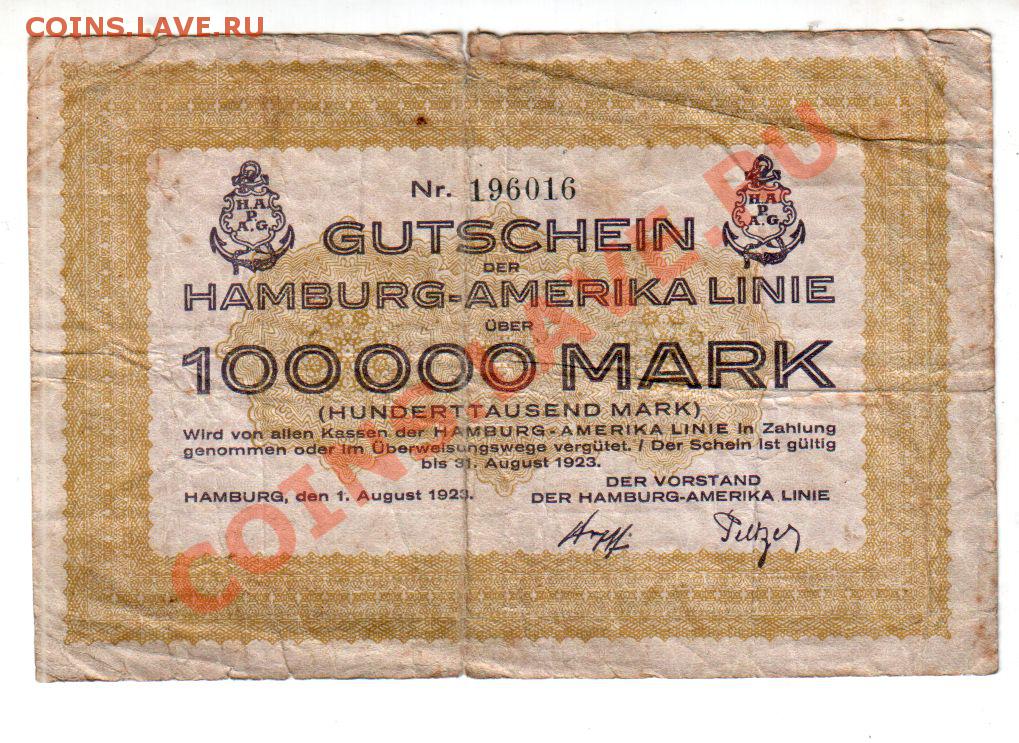 COINS.LAVE.RU
Nr. 196016
H A
P
A.G.
H A
P
A.G.
GUTSCHEIN
DER
HAMBURG-AMERIKA LINIE
ÜBER
100000 MARK
(HUNDERTTAUSEND MARK)
Wird von allen Kassen der HAMBURG-AMERIKA LINIE in Zahlung
genommen oder im Überweisungswege vergütet. / Der Schein ist gültig
bis 31. August 1923.
HAMBURG, den 1. August 1923.
DER VORSTAND
DER HAMBURG-AMERIKA LINIE
Peltzer
COINS.LAVE.RU